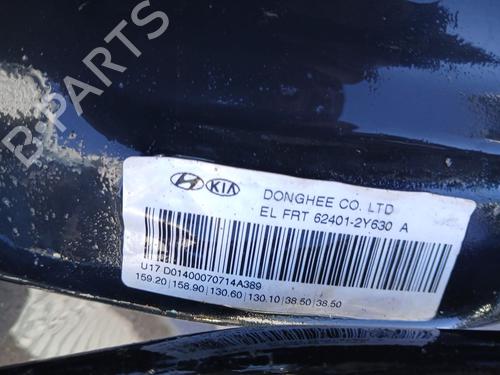 B-PARTS
KIA
DONGHEE CO. LTD
EL FRT 62401-2Y630 A
U17 D01400070714A389
159.20|158.90|130.60|130.10|38.50|38.50